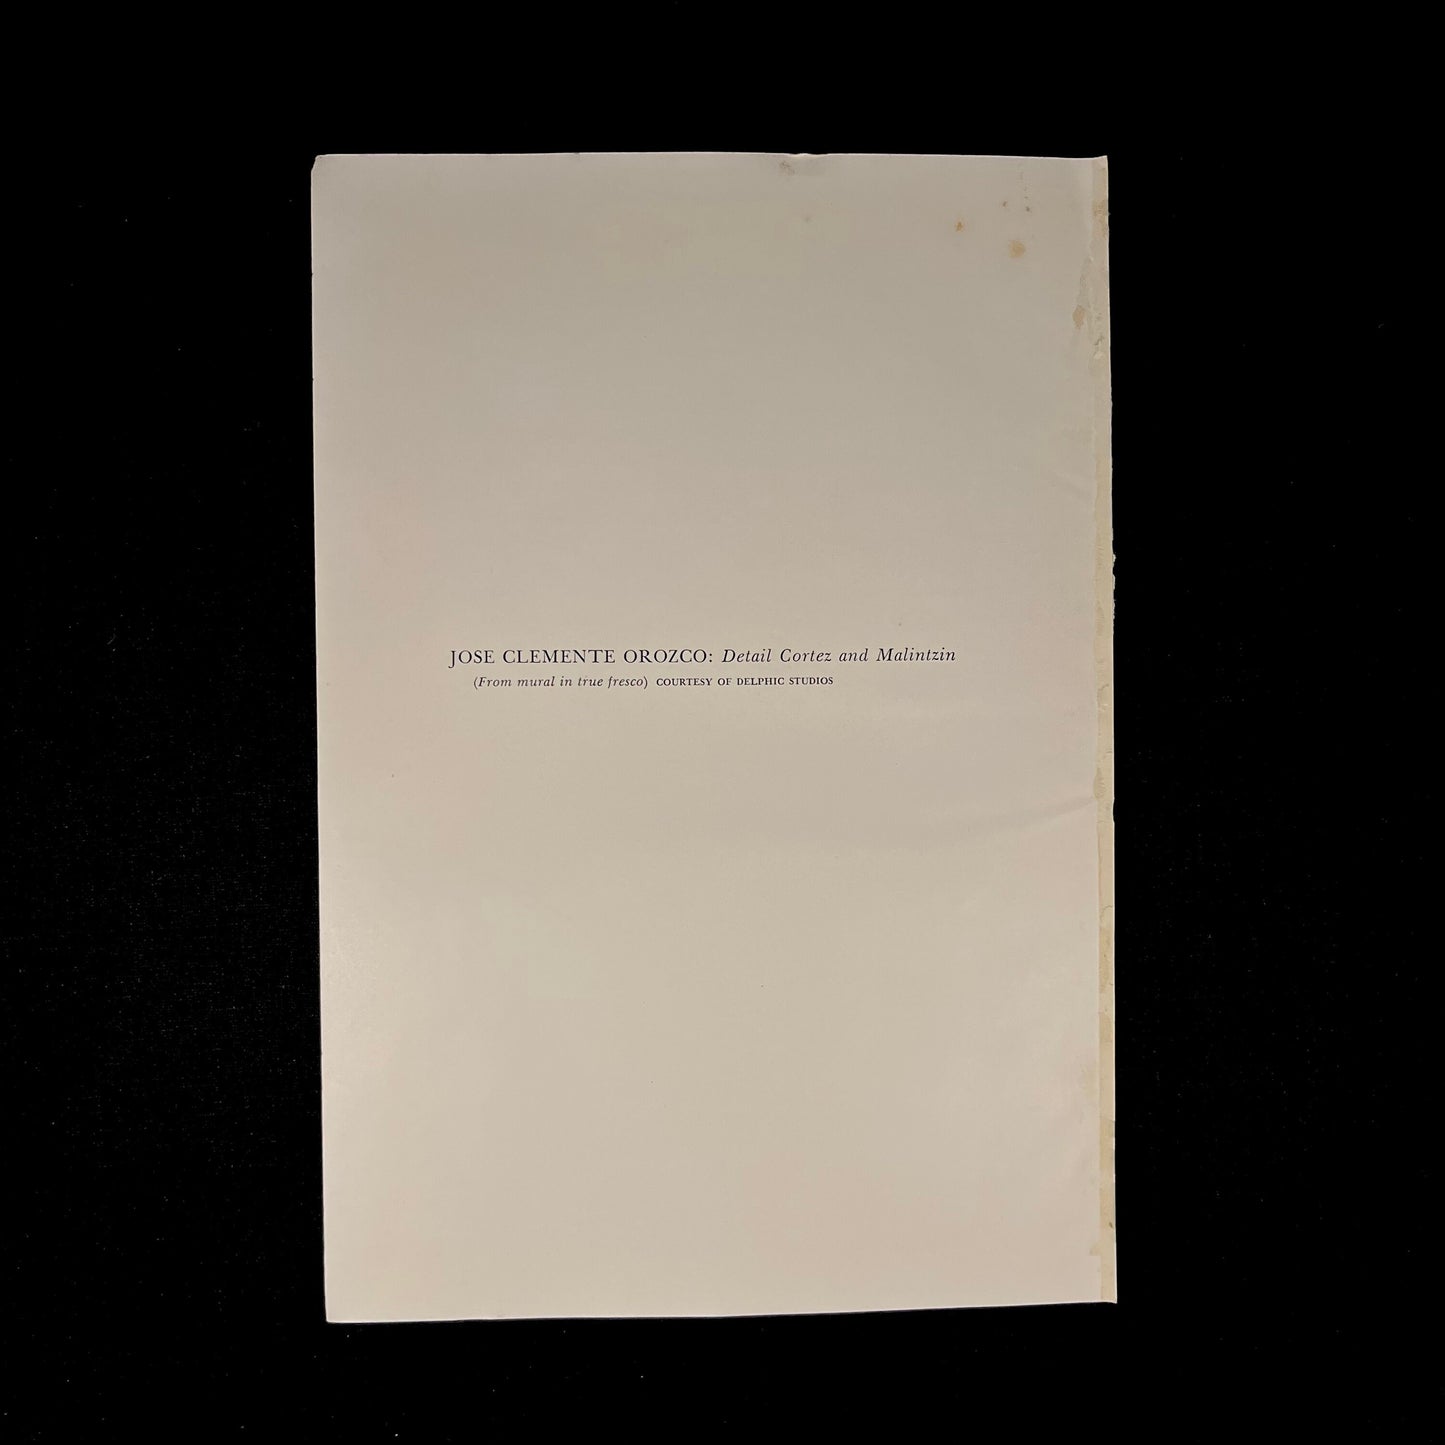 JOSE CLEMENTE OROZCO: Detail Cortez and Malintzin
(From mural in true fresco) COURTESY OF DELPHIC STUDIOS